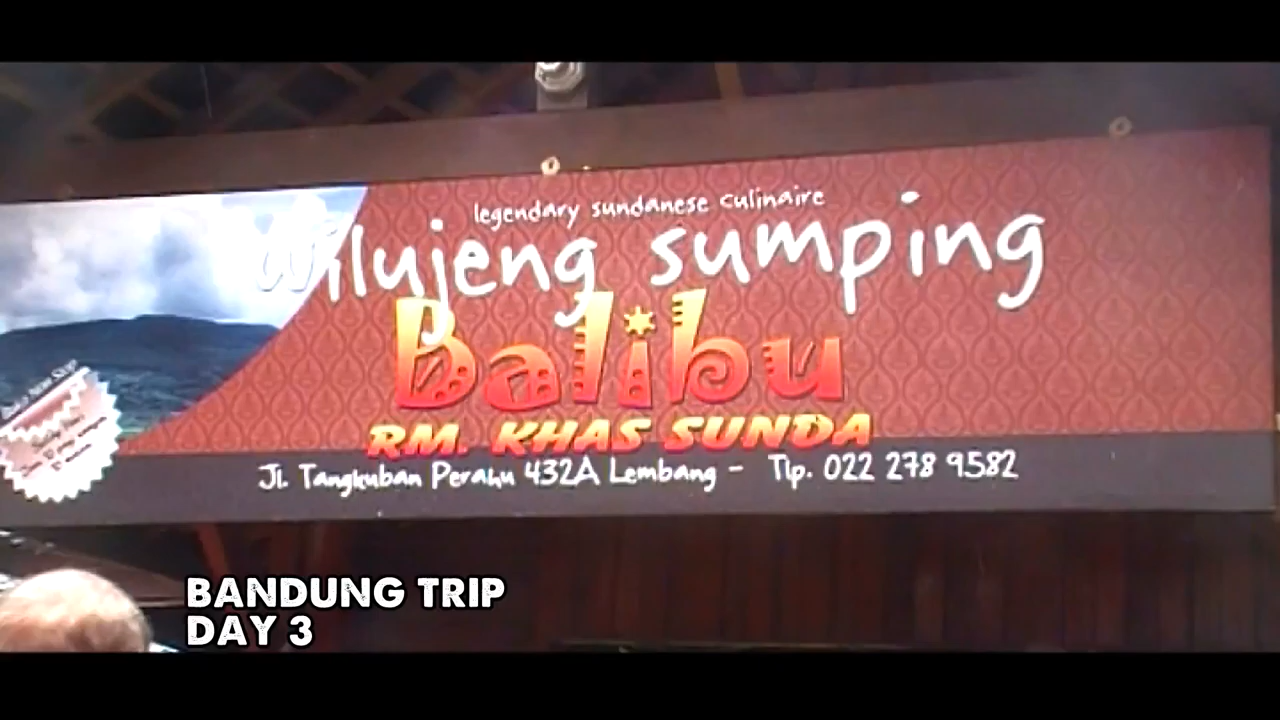 legendary sundanese culinaire
Wilujeng sumping
Balibu
RM. KHAS SUNDA
Jl. Tangkuban Perahu 432A Lembang - Tlp. 022 278 9582
BANDUNG TRIP
DAY 3